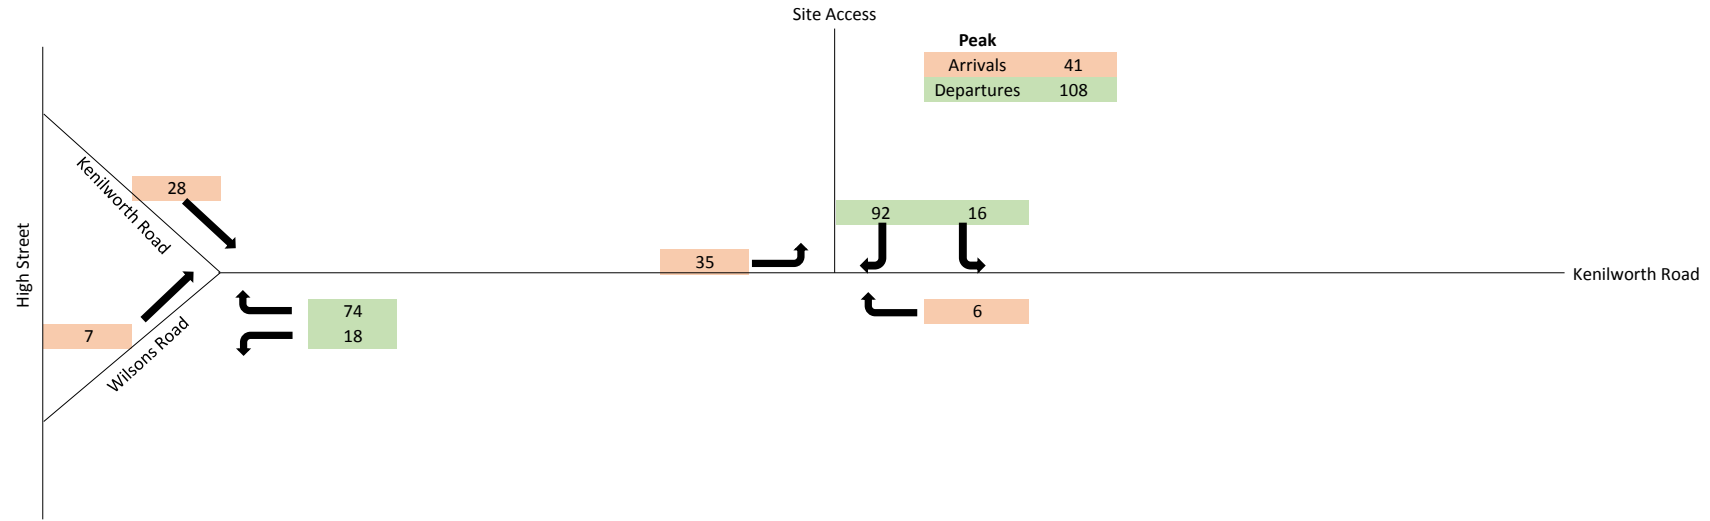 Site Access
Peak
Arrivals 41
Departures 108
Kenilworth Road
28
92 16
High Street
35
Kenilworth Road
7
Wilsons Road
74
18
6